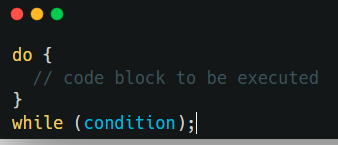 do {
  // code block to be executed
}
while (condition);